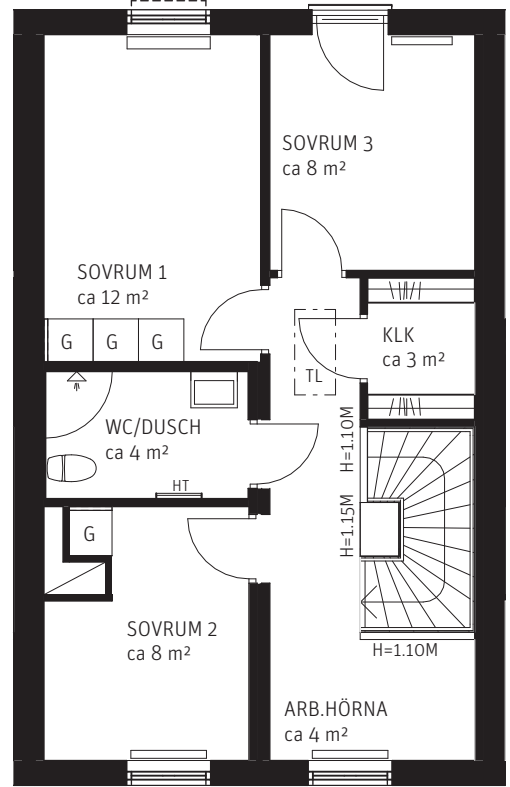 SOVRUM 3
ca 8 m²
SOVRUM 1
ca 12 m²
G G G
TL
KLK
ca 3 m²
WC/DUSCH
ca 4 m²
HT
H=1.10M
H=1.15M
G
SOVRUM 2
ca 8 m²
H=1.10M
ARB.HÖRNA
ca 4 m²